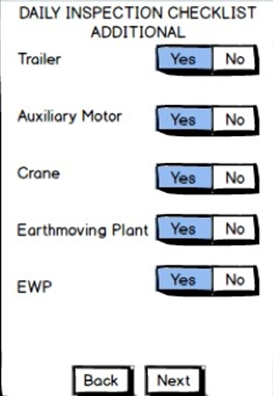 DAILY INSPECTION CHECKLIST
ADDITIONAL
Trailer Yes No
Auxiliary Motor Yes No
Crane Yes No
Earthmoving Plant Yes No
EWP Yes No
Back Next